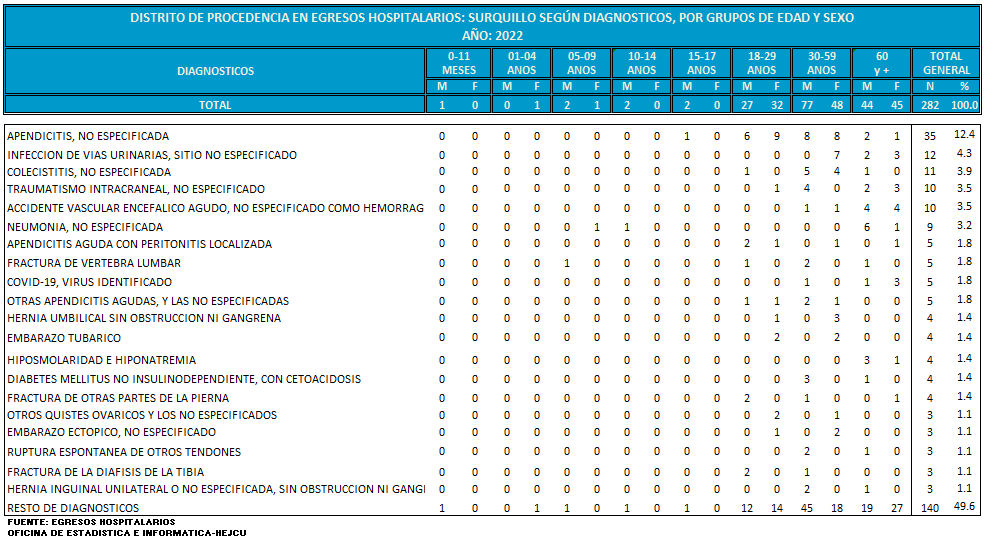 DISTRITO DE PROCEDENCIA EN EGRESOS HOSPITALARIOS: SURQUILLO SEGÚN DIAGNOSTICOS, POR GRUPOS DE EDAD Y SEXO
AÑO: 2022
DIAGNOSTICOS 0-11 MESES 01-04 ANOS 05-09 ANOS 10-14 ANOS 15-17 ANOS 18-29 ANOS 30-59 ANOS 60 y + TOTAL GENERAL
M F M F M F M F M F M F M F M F N %
TOTAL 1 0 0 1 2 1 2 0 2 0 27 32 77 48 44 45 282 100.0
APENDICITIS, NO ESPECIFICADA 0 0 0 0 0 0 0 0 1 0 6 9 8 8 2 1 35 12.4
INFECCION DE VIAS URINARIAS, SITIO NO ESPECIFICADO 0 0 0 0 0 0 0 0 0 0 0 0 0 7 2 3 12 4.3
COLECISTITIS, NO ESPECIFICADA 0 0 0 0 0 0 0 0 0 0 1 0 5 4 1 0 11 3.9
TRAUMATISMO INTRACRANEAL, NO ESPECIFICADO 0 0 0 0 0 0 0 0 0 0 0 1 4 0 2 3 10 3.5
ACCIDENTE VASCULAR ENCEFALICO AGUDO, NO ESPECIFICADO COMO HEMORRAG 0 0 0 0 0 0 0 0 0 0 0 0 1 1 4 4 10 3.5
NEUMONIA, NO ESPECIFICADA 0 0 0 0 0 1 1 0 0 0 0 0 0 0 6 1 9 3.2
APENDICITIS AGUDA CON PERITONITIS LOCALIZADA 0 0 0 0 0 0 0 0 0 0 2 1 0 1 0 1 5 1.8
FRACTURA DE VERTEBRA LUMBAR 0 0 0 0 1 0 0 0 0 0 1 0 2 0 1 0 5 1.8
COVID-19, VIRUS IDENTIFICADO 0 0 0 0 0 0 0 0 0 0 0 0 1 0 1 3 5 1.8
OTRAS APENDICITIS AGUDAS, Y LAS NO ESPECIFICADAS 0 0 0 0 0 0 0 0 0 0 1 1 2 1 0 0 5 1.8
HERNIA UMBILICAL SIN OBSTRUCCION NI GANGRENA 0 0 0 0 0 0 0 0 0 0 0 1 0 3 0 0 4 1.4
EMBARAZO TUBARICO 0 0 0 0 0 0 0 0 0 0 0 2 0 2 0 0 4 1.4
HIPOSMOLARIDAD E HIPONATREMIA 0 0 0 0 0 0 0 0 0 0 0 0 0 0 3 1 4 1.4
DIABETES MELLITUS NO INSULINODEPENDIENTE, CON CETOACIDOSIS 0 0 0 0 0 0 0 0 0 0 0 0 3 0 1 0 4 1.4
FRACTURA DE OTRAS PARTES DE LA PIERNA 0 0 0 0 0 0 0 0 0 0 2 0 1 0 0 1 4 1.4
OTROS QUISTES OVARICOS Y LOS NO ESPECIFICADOS 0 0 0 0 0 0 0 0 0 0 0 2 0 1 0 0 3 1.1
EMBARAZO ECTOPICO, NO ESPECIFICADO 0 0 0 0 0 0 0 0 0 0 0 1 0 2 0 0 3 1.1
RUPTURA ESPONTANEA DE OTROS TENDONES 0 0 0 0 0 0 0 0 0 0 0 0 2 0 1 0 3 1.1
FRACTURA DE LA DIAFISIS DE LA TIBIA 0 0 0 0 0 0 0 0 0 0 2 0 1 0 0 0 3 1.1
HERNIA INGUINAL UNILATERAL O NO ESPECIFICADA, SIN OBSTRUCCION NI GANGI 0 0 0 0 0 0 0 0 0 0 0 0 2 0 1 0 3 1.1
RESTO DE DIAGNOSTICOS 1 0 0 1 1 0 1 0 1 0 12 14 45 18 19 27 140 49.6
FUENTE: EGRESOS HOSPITALARIOS
OFICINA DE ESTADISTICA E INFORMATICA-HEJCU